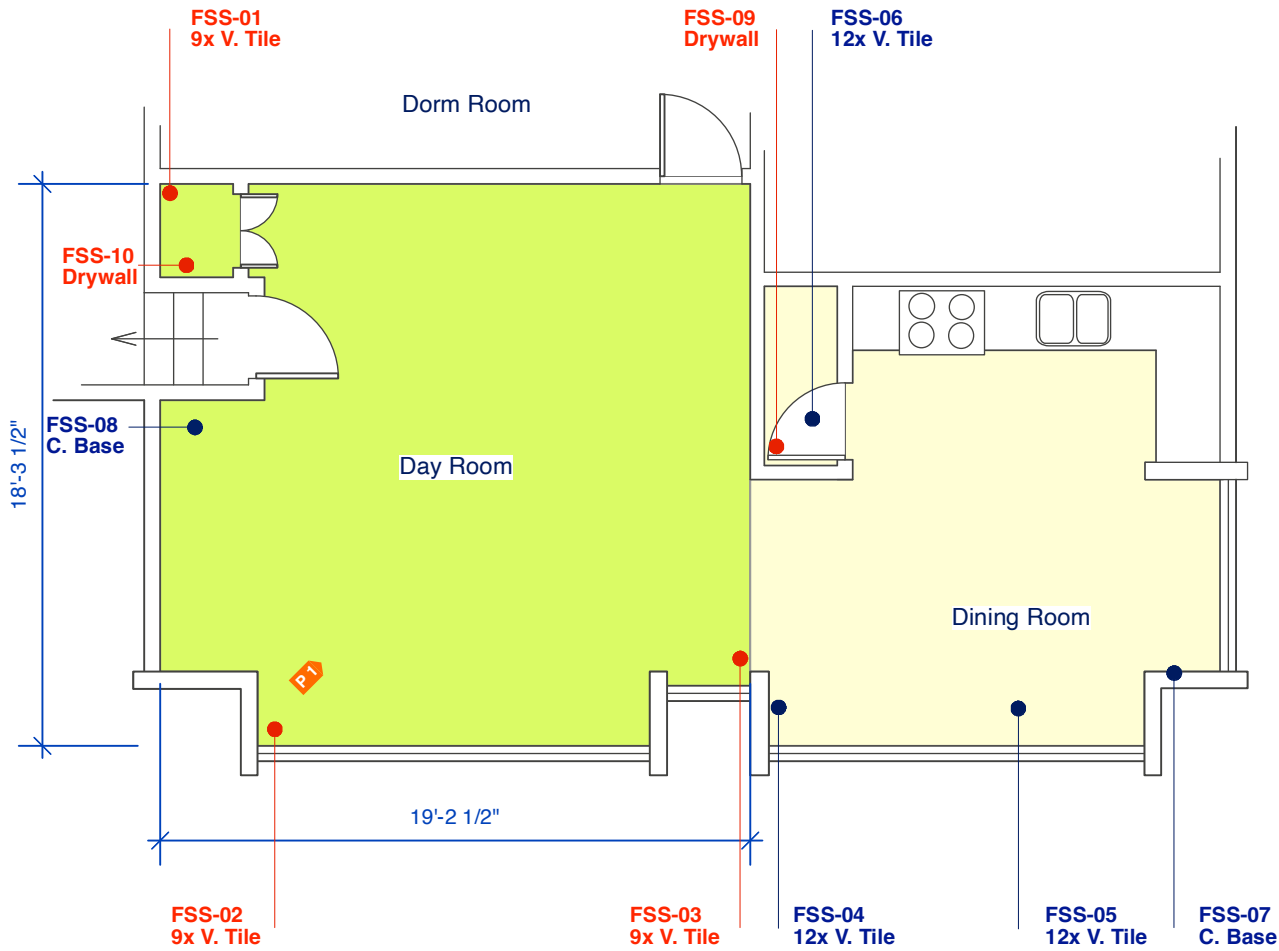 FSS-01
9x V. Tile
FSS-09
Drywall
FSS-06
12x V. Tile
Dorm Room
FSS-10
Drywall
FSS-08
C. Base
18'-3 1/2"
Day Room
Dining Room
P 1
19'-2 1/2"
FSS-02
9x V. Tile
FSS-03
9x V. Tile
FSS-04
12x V. Tile
FSS-05
12x V. Tile
FSS-07
C. Base